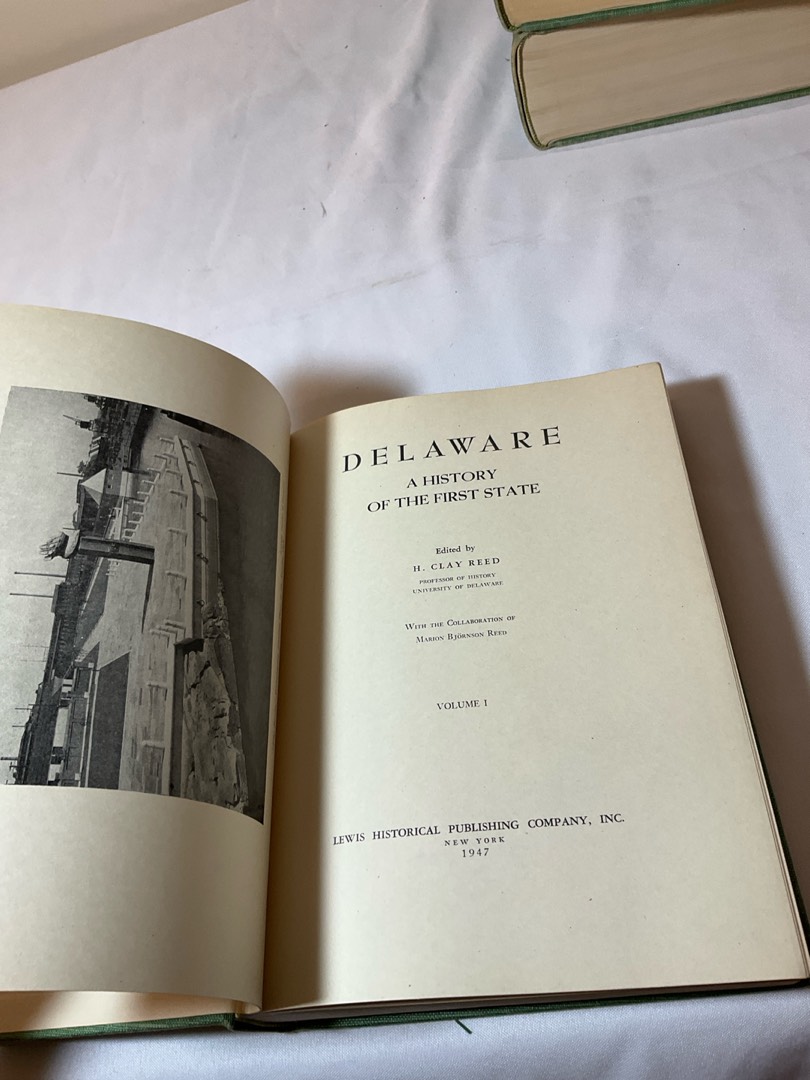 DELAWARE
A HISTORY
OF THE FIRST STATE
Edited by
H. CLAY REED
PROFESSOR OF HISTORY
UNIVERSITY OF DELAWARE
WITH THE COLLABORATION OF
MARION BJÖRNSON REED
VOLUME I
LEWIS HISTORICAL PUBLISHING COMPANY, INC.
NEW YORK
1947